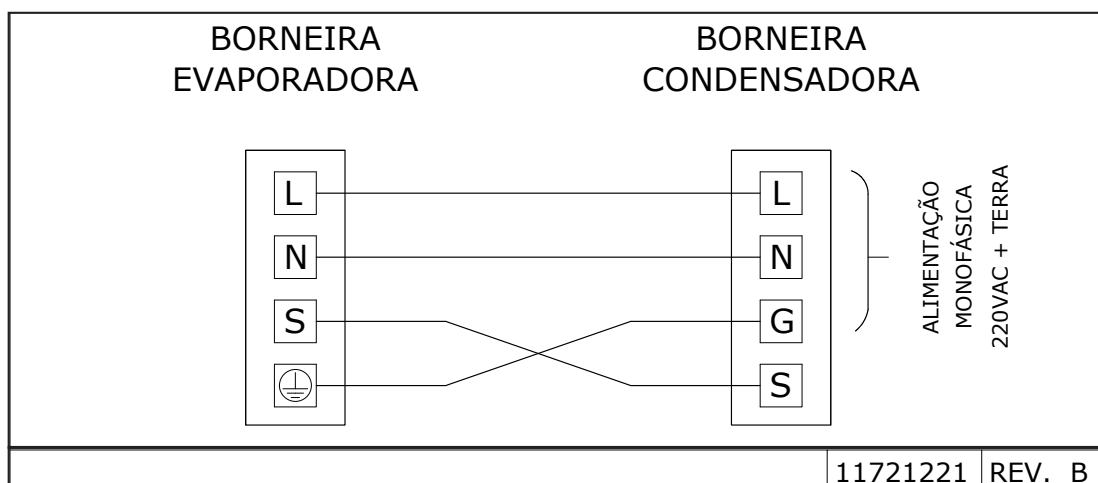 BORNEIRA
EVAPORADORA
BORNEIRA
CONDENSADORA
L
N
S
L
N
G
S
ALIMENTAÇÃO
MONOFÁSICA
220VAC + TERRA
11721221
REV. B